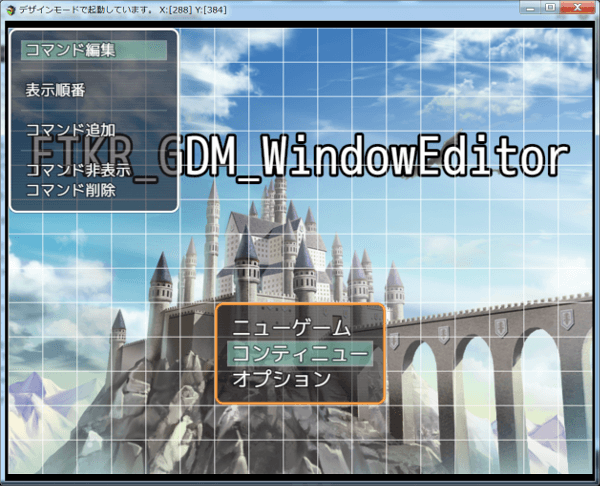 デザインモードで起動しています。 X:[288] Y:[384]
コマンド編集
表示順番
コマンド追加
FTKR_GDM_WindowEditor
コマンド非表示
コマンド削除
ニューゲーム
コンティニュー
オプション